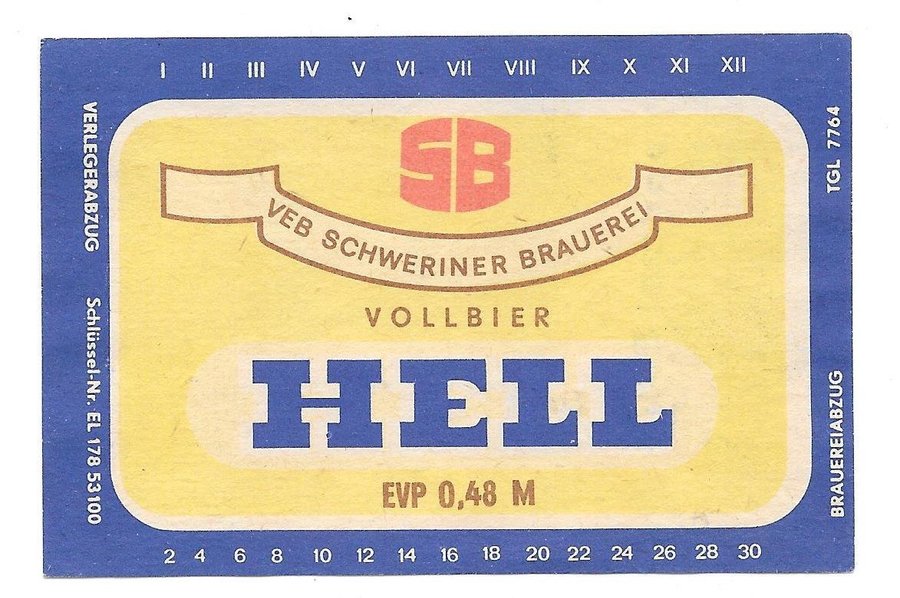 I II III IV V VI VII VIII IX X XI XII
VERLEGERABZUG Schlüssel-Nr. EL 178 53100
SB
VEB SCHWERINER BRAUEREI
VOLLBIER
HELL
EVP 0,48 M
BRAUEREIABZUG TGL 7764
2 4 6 8 10 12 14 16 18 20 22 24 26 28 30